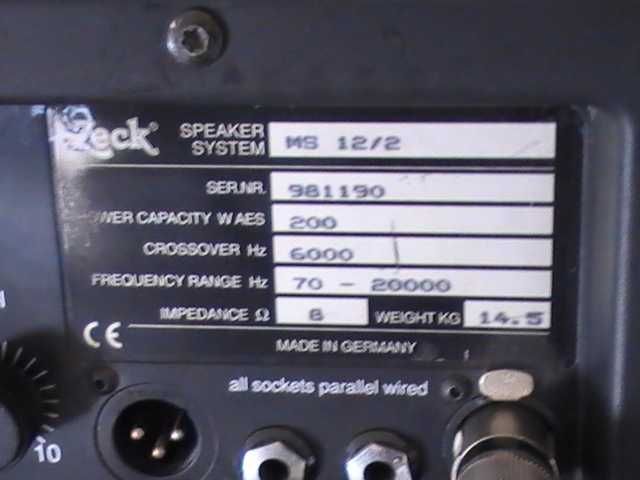 Zeck®
SPEAKER SYSTEM MS 12/2
SER.NR. 981190
POWER CAPACITY W AES 200
CROSSOVER Hz 6000
FREQUENCY RANGE Hz 70 - 20000
IMPEDANCE Ω 8 WEIGHT KG 14.5
CE
MADE IN GERMANY
all sockets parallel wired
10